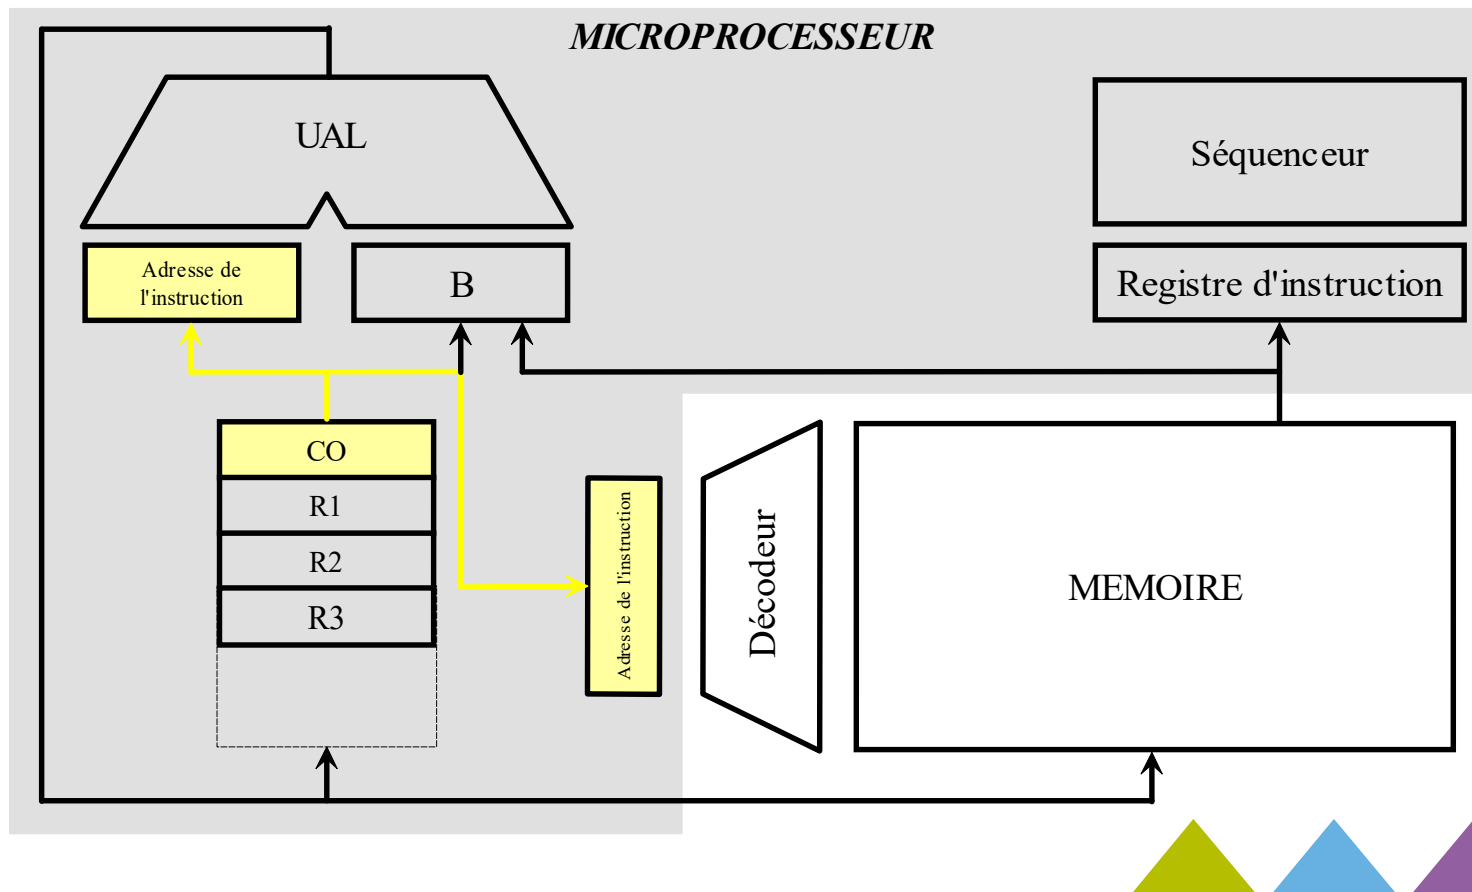 MICROPROCESSEUR
UAL
Séquenceur
Adresse de
l'instruction
B
Registre d'instruction
CO
R1
R2
R3
Adresse de l'instruction
Décodeur
MEMOIRE